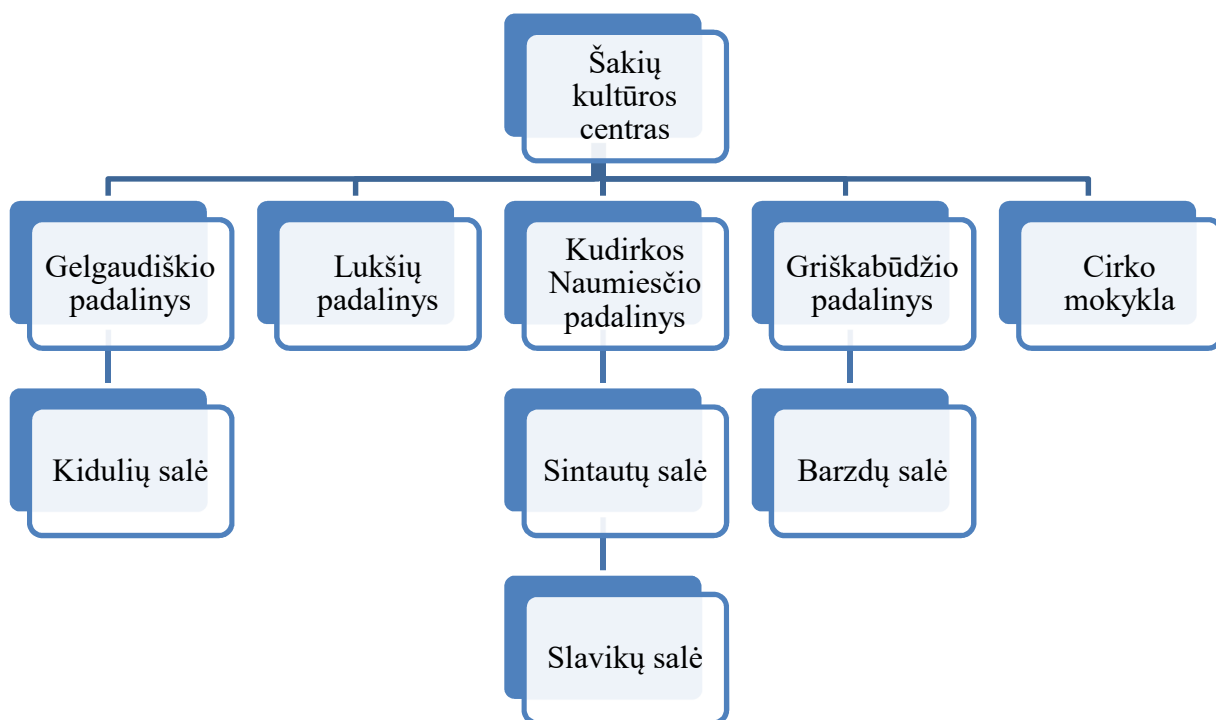 Šakių
kultūros
centras
Gelgaudiškio
padalinys
Lukšių
padalinys
Kudirkos
Naumiesčio
padalinys
Griškabūdžio
padalinys
Cirko
mokykla
Kidulių salė
Sintautų salė
Barzdų salė
Slavikų salė